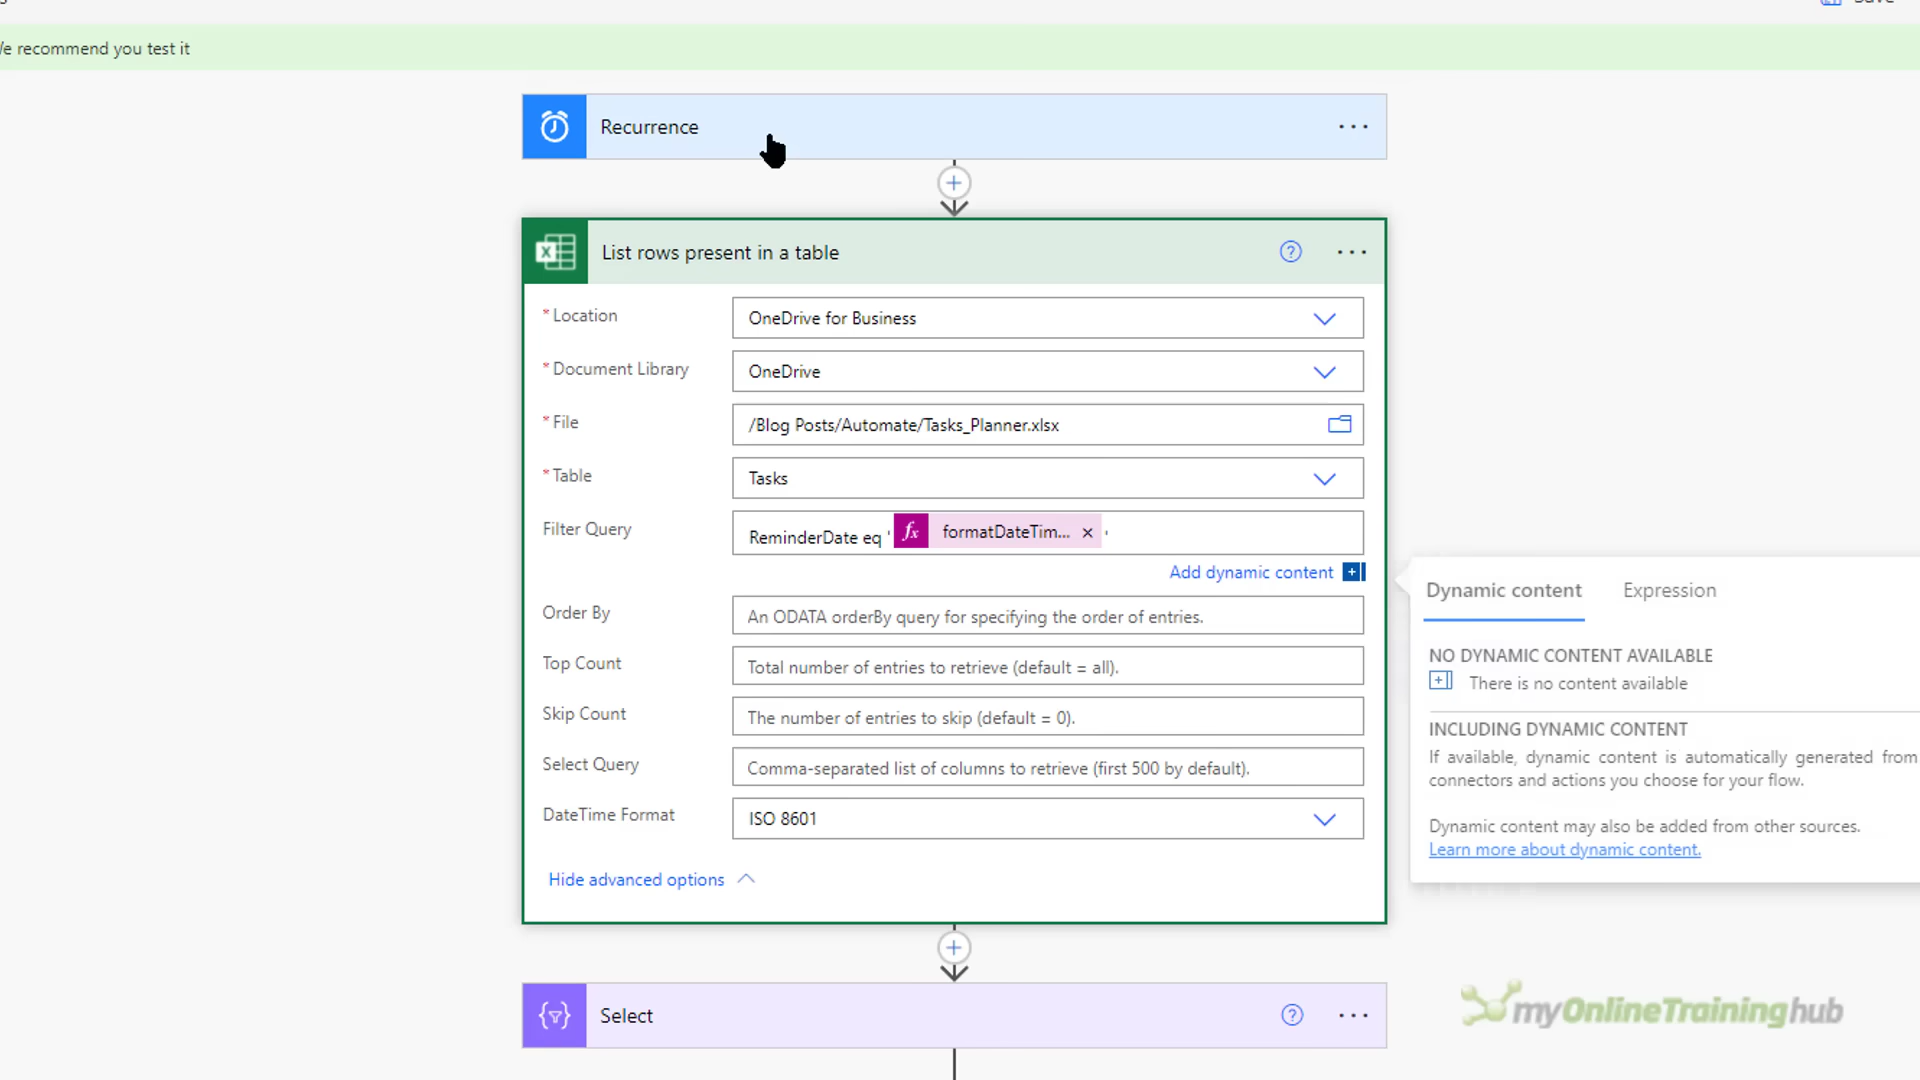 We recommend you test it
Recurrence
List rows present in a table
* Location
OneDrive for Business
* Document Library
OneDrive
* File
/Blog Posts/Automate/Tasks_Planner.xlsx
* Table
Tasks
Filter Query
ReminderDate eq ' fx formatDateTim... × '
Add dynamic content
Order By
An ODATA orderBy query for specifying the order of entries.
Top Count
Total number of entries to retrieve (default = all).
Skip Count
The number of entries to skip (default = 0).
Select Query
Comma-separated list of columns to retrieve (first 500 by default).
DateTime Format
ISO 8601
Hide advanced options
Select
Dynamic content Expression
NO DYNAMIC CONTENT AVAILABLE
There is no content available
INCLUDING DYNAMIC CONTENT
If available, dynamic content is automatically generated from
connectors and actions you choose for your flow.
Dynamic content may also be added from other sources.
Learn more about dynamic content.
myOnlineTraininghub